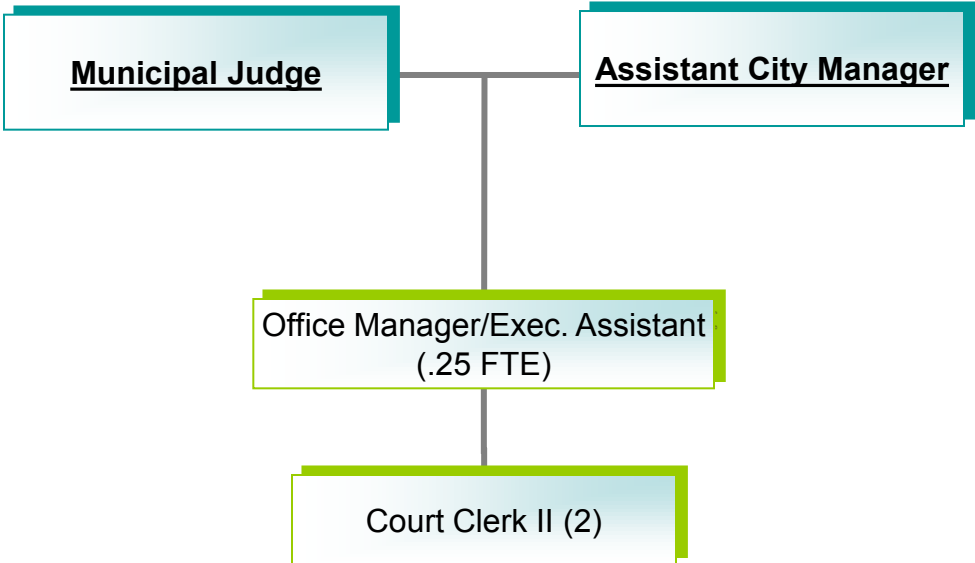 Municipal Judge
Assistant City Manager
Office Manager/Exec. Assistant
(.25 FTE)
Court Clerk II (2)